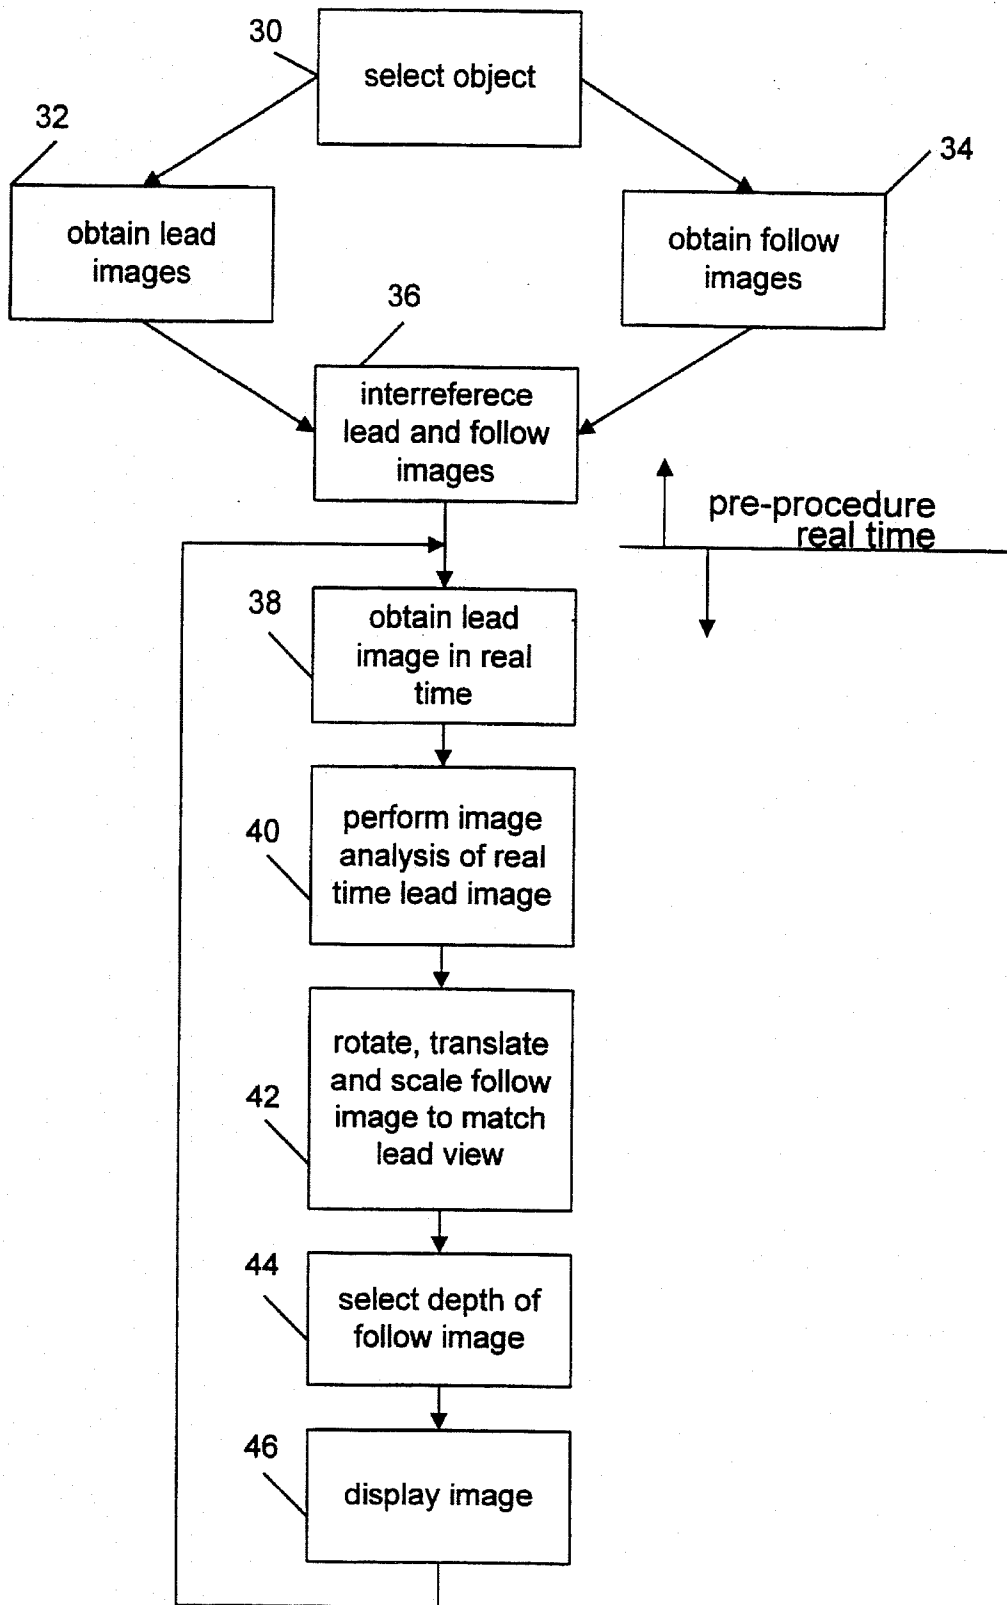 30
select object
32
34
obtain lead
images
obtain follow
images
36
interreferece
lead and follow
images
pre-procedure
real time
38
obtain lead
image in real
time
40
perform image
analysis of real
time lead image
42
rotate, translate
and scale follow
image to match
lead view
44
select depth of
follow image
46
display image